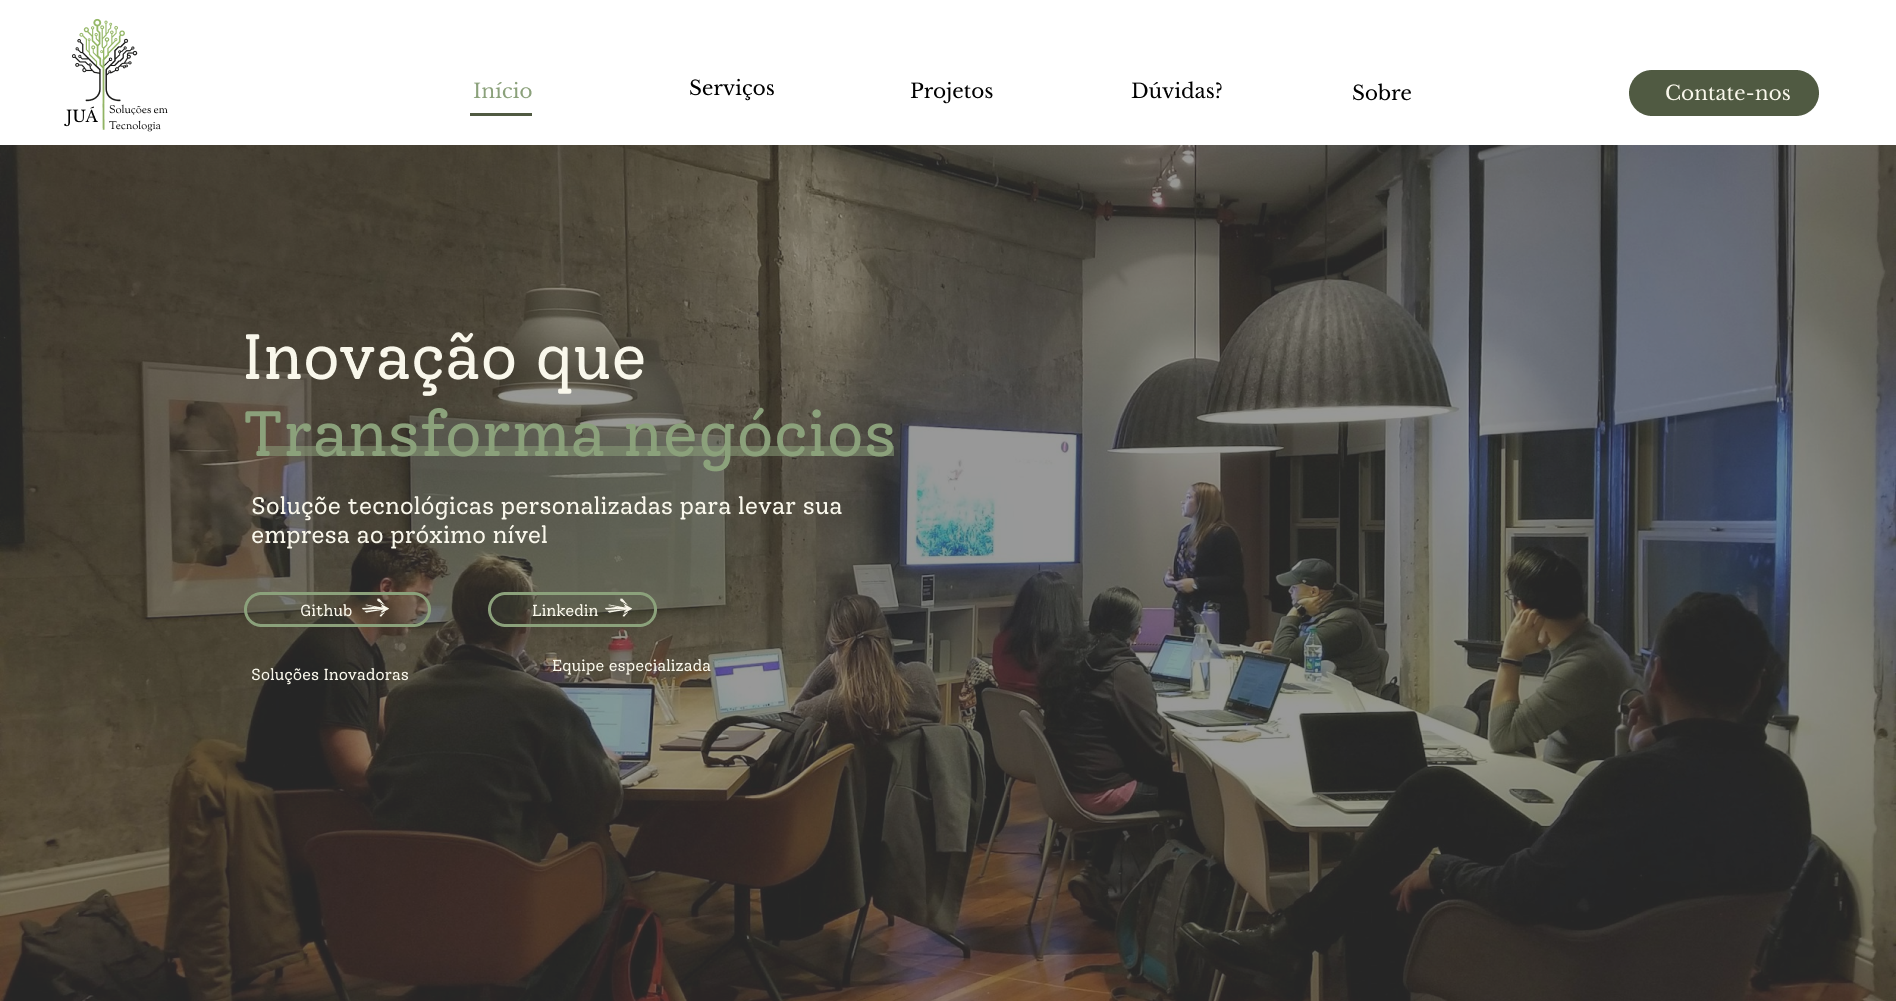 JUÁ
Soluções em
Tecnologia
Início
Serviços
Projetos
Dúvidas?
Sobre
Contate-nos
Inovação que
Transforma negócios
Soluçõe tecnológicas personalizadas para levar sua
empresa ao próximo nível
Github
Linkedin
Soluções Inovadoras
Equipe especializada